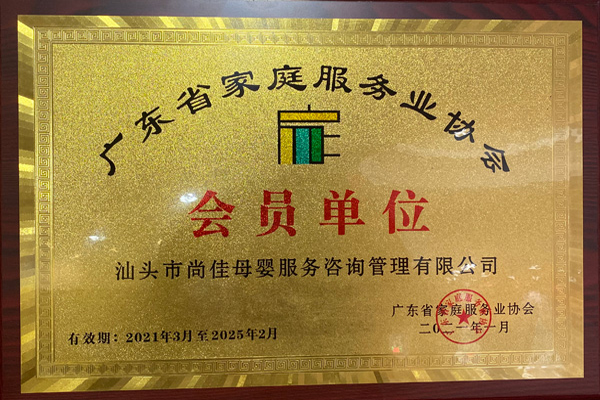 广东省家庭服务业协会
会员单位
汕头市尚佳母婴服务咨询管理有限公司
广东省家庭服务业协会
二〇二一年一月
有效期：2021年3月至2025年2月